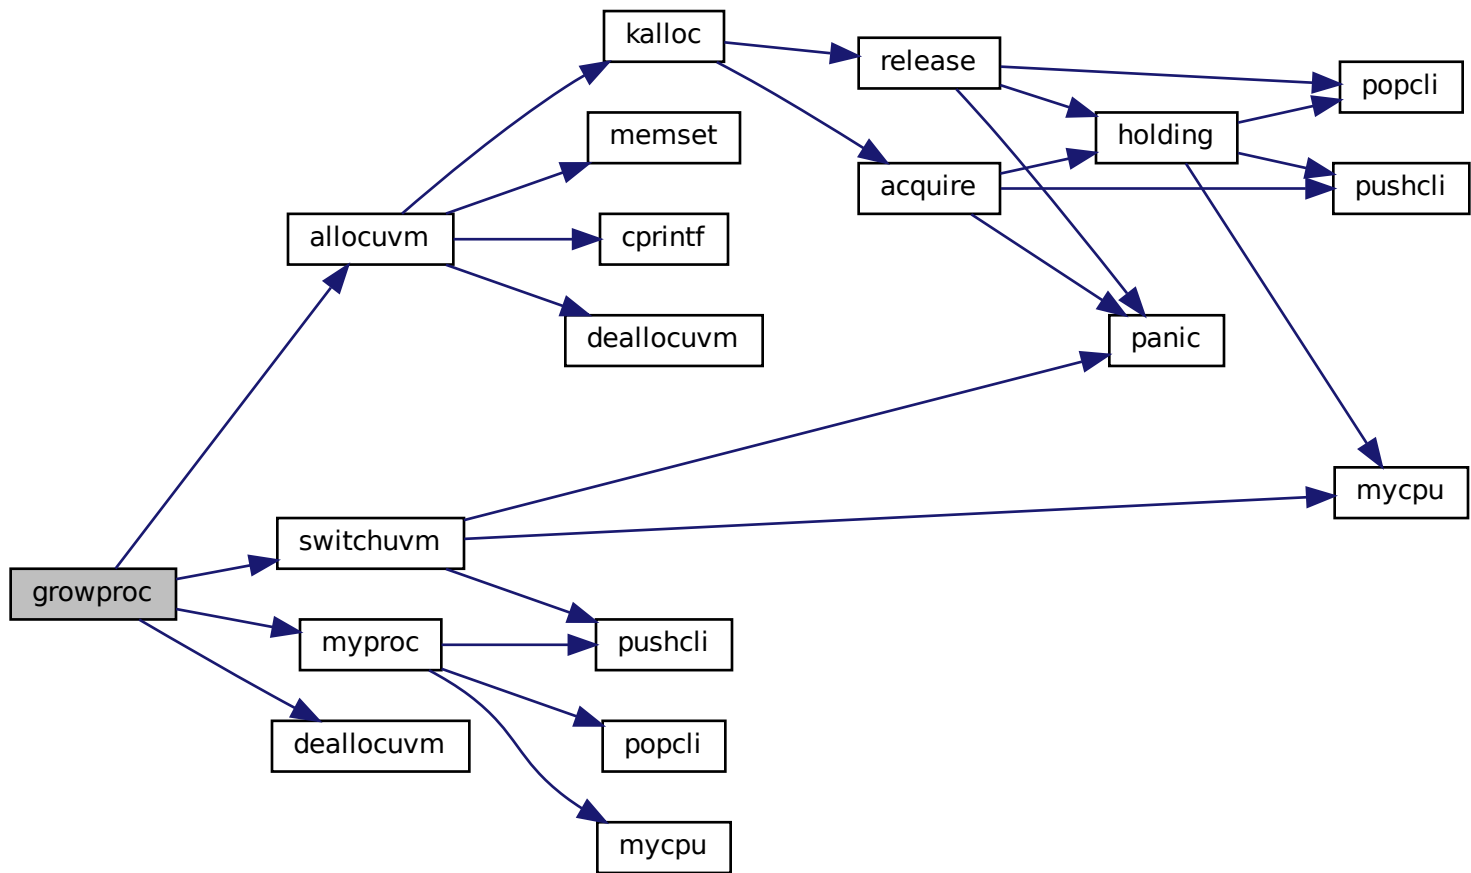 kalloc
release
popcli
memset
holding
acquire
pushcli
allocuvm
cprintf
deallocuvm
panic
mycpu
switchuvm
growproc
myproc
pushcli
deallocuvm
popcli
mycpu